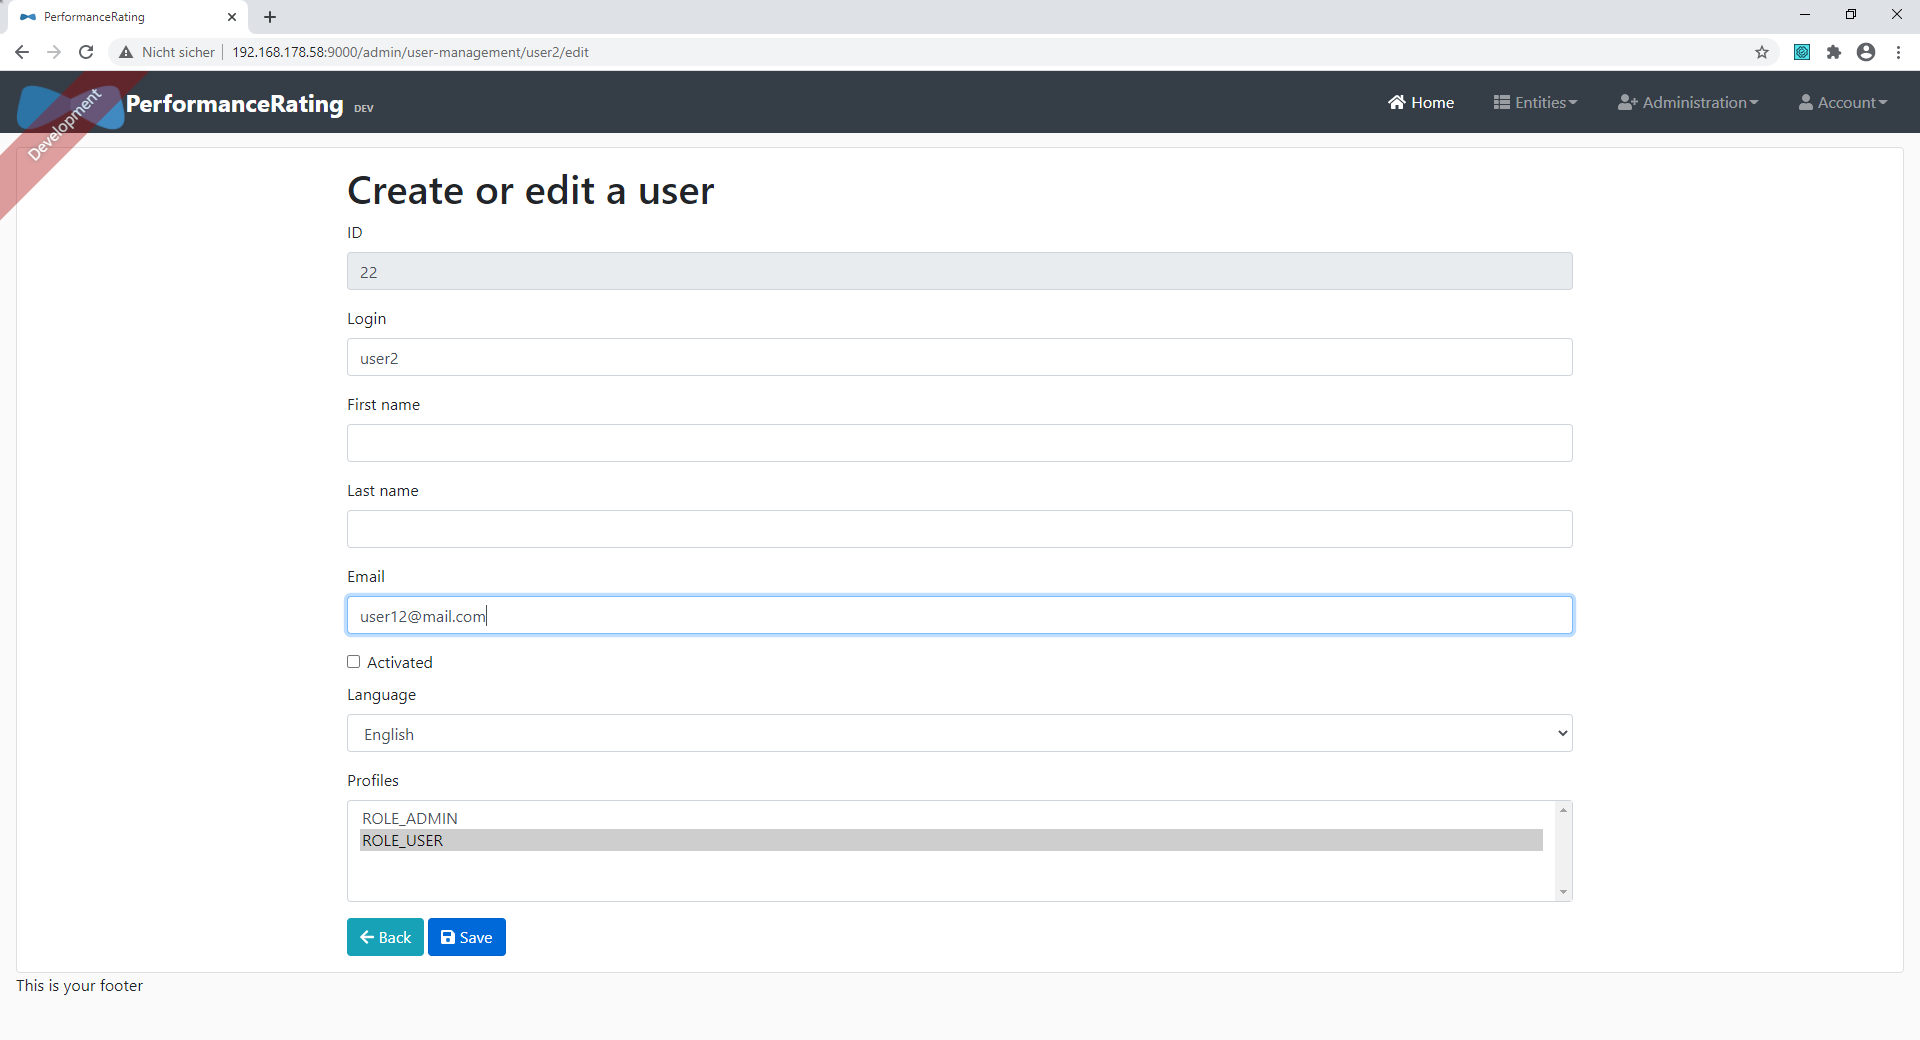 PerformanceRating
Nicht sicher 192.168.178.58:9000/admin/user-management/user2/edit
Development
PerformanceRating DEV
Home Entities Administration Account
Create or edit a user
ID
22
Login
user2
First name
Last name
Email
user12@mail.com
Activated
Language
English
Profiles
ROLE_ADMIN
ROLE_USER
Back Save
This is your footer